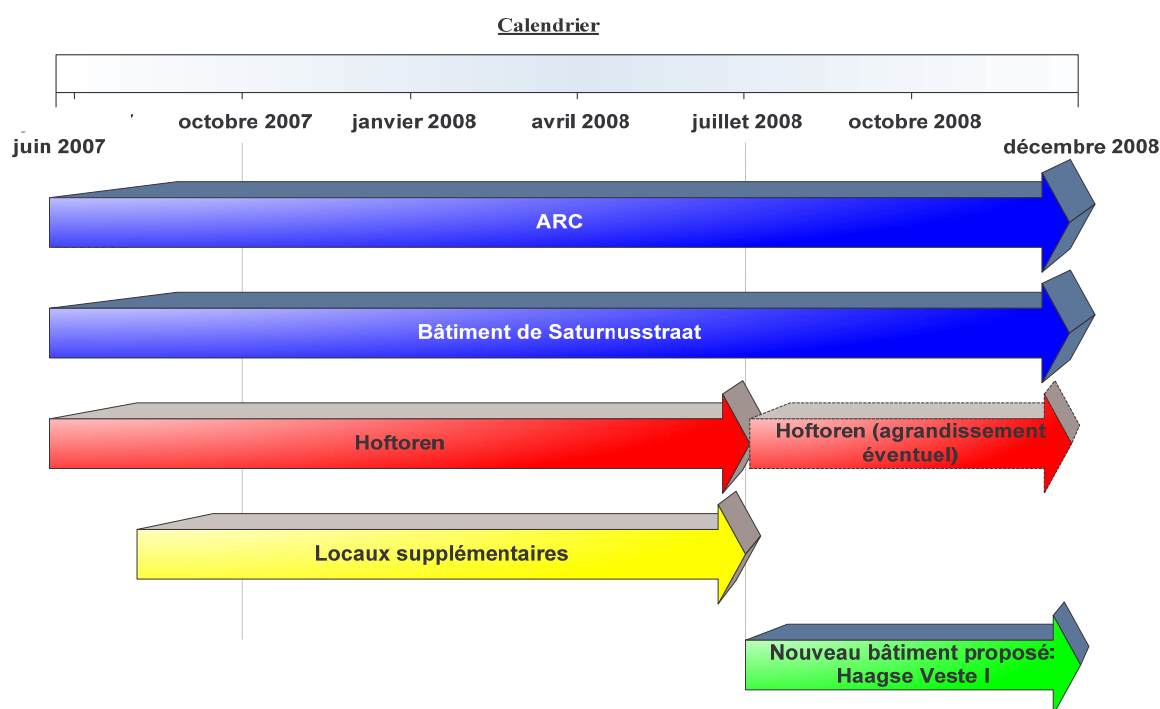 Calendrier
octobre 2007 janvier 2008 avril 2008 juillet 2008 octobre 2008
juin 2007 décembre 2008
ARC
Bâtiment de Saturnusstraat
Hoftoren
Hoftoren (agrandissement
éventuel)
Locaux supplémentaires
Nouveau bâtiment proposé:
Haagse Veste I